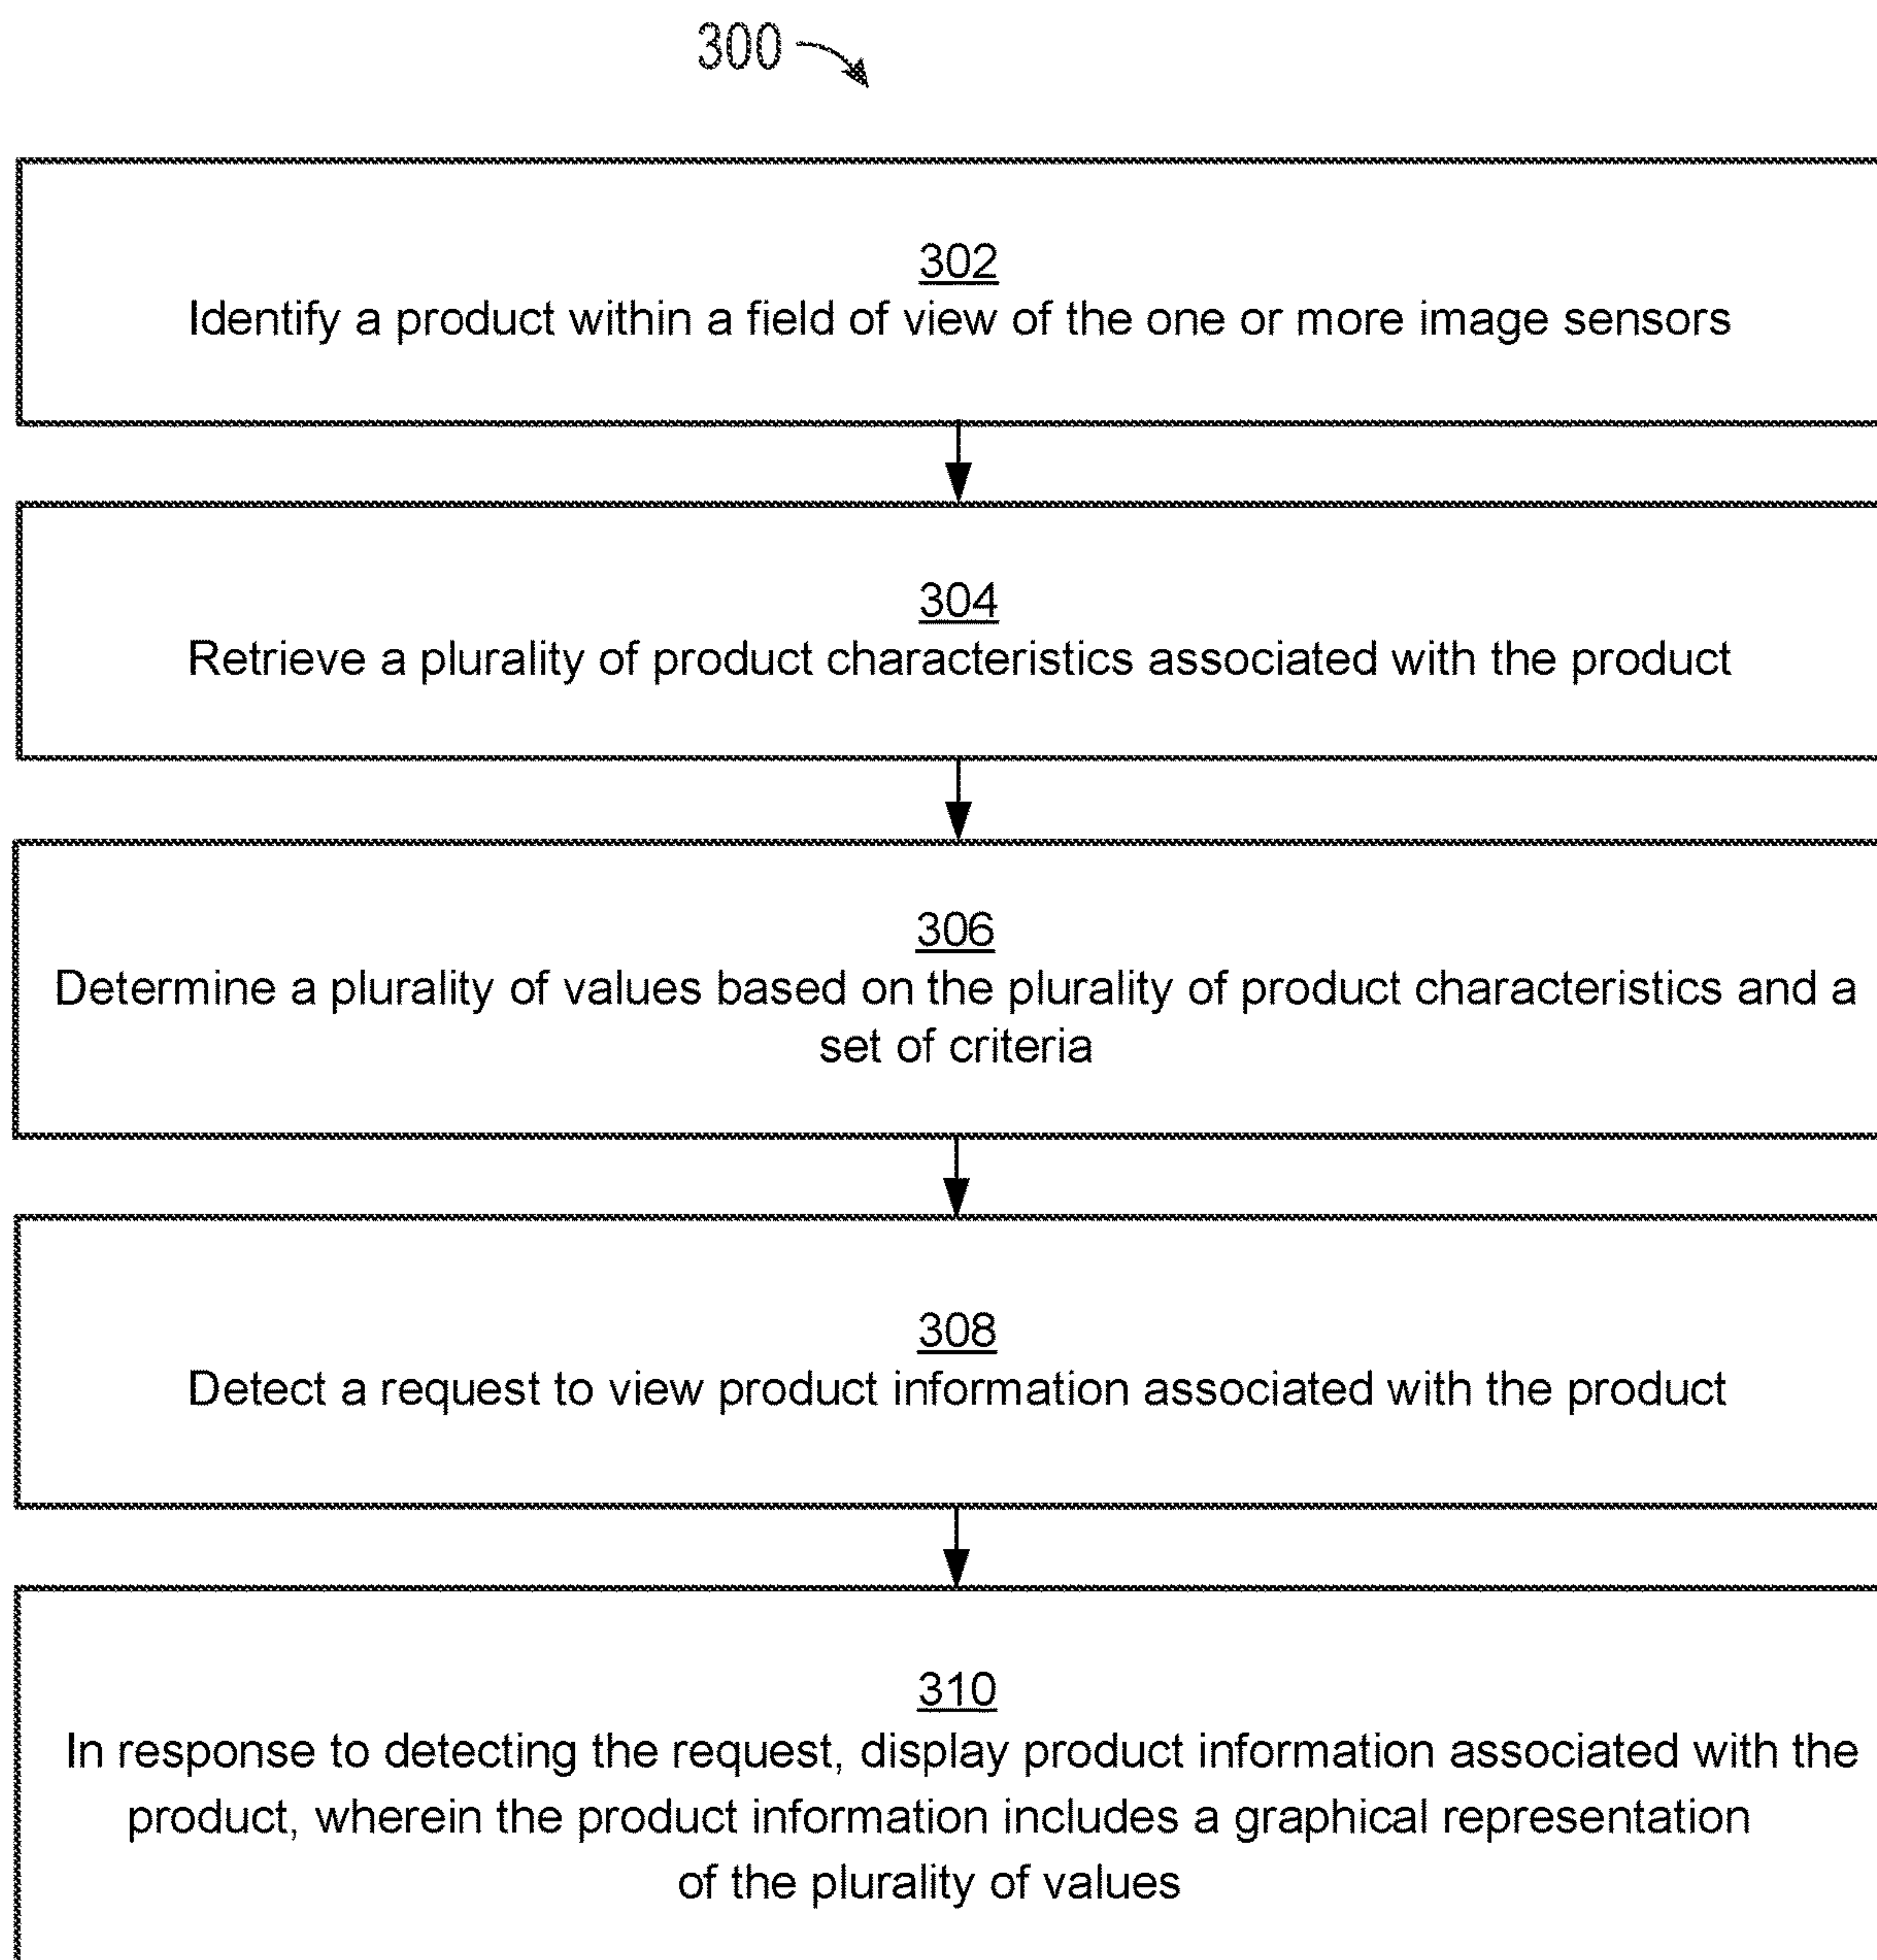 300
302
Identify a product within a field of view of the one or more image sensors
304
Retrieve a plurality of product characteristics associated with the product
306
Determine a plurality of values based on the plurality of product characteristics and a
set of criteria
308
Detect a request to view product information associated with the product
310
In response to detecting the request, display product information associated with the
product, wherein the product information includes a graphical representation
of the plurality of values